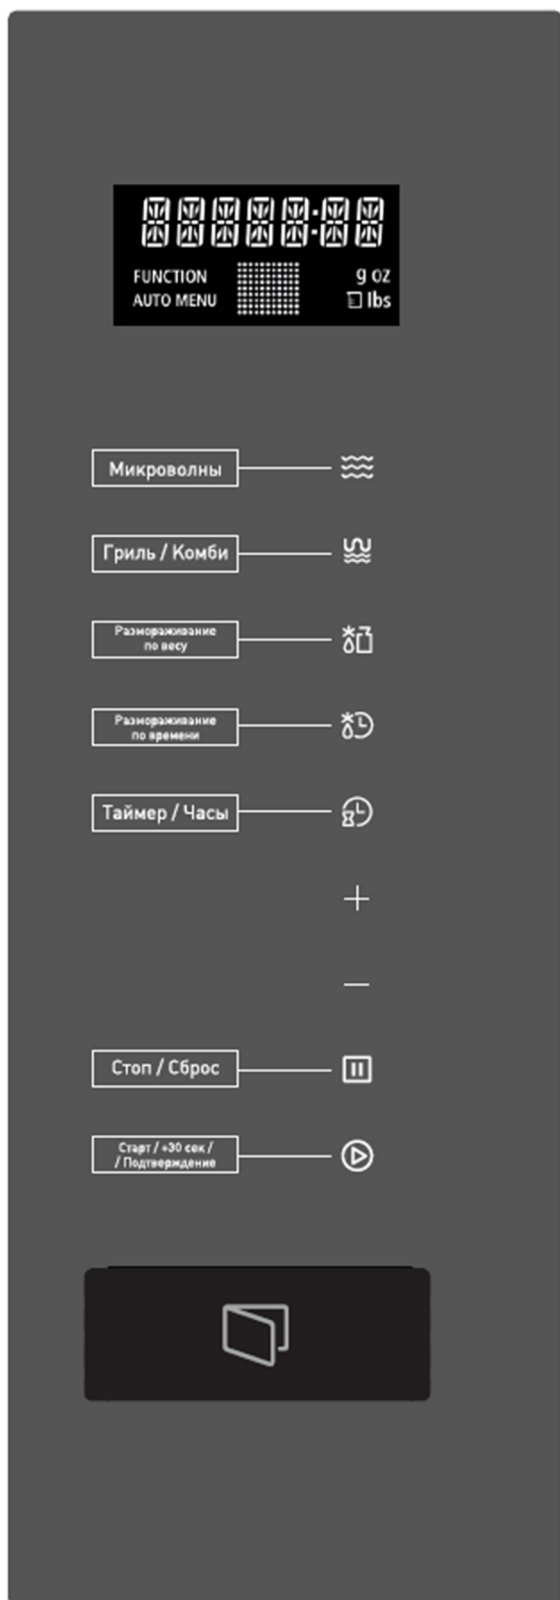 FUNCTION
g oz
AUTO MENU
lbs
Микроволны
Гриль / Комби
Размораживание
по весу
Размораживание
по времени
Таймер / Часы
+
−
Стоп / Сброс
Старт / +30 сек /
/ Подтверждение